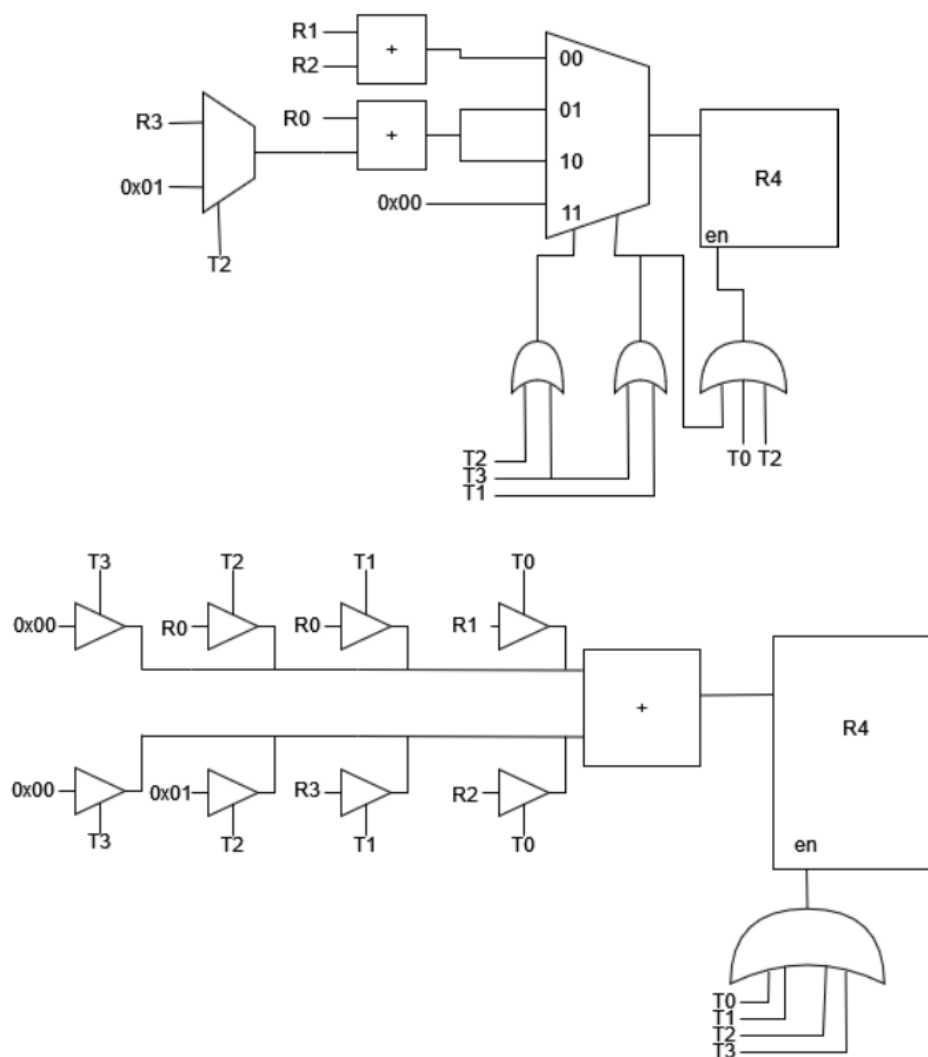 R1
R2
+
00
R3
R0
+
01
0x01
10
R4
0x00
11
en
T2
T2
T3
T1
T0 T2
T3 T2 T1 T0
0x00 R0 R0 R1
+
R4
0x00 0x01 R3 R2
T3 T2 T1 T0
en
T0
T1
T2
T3